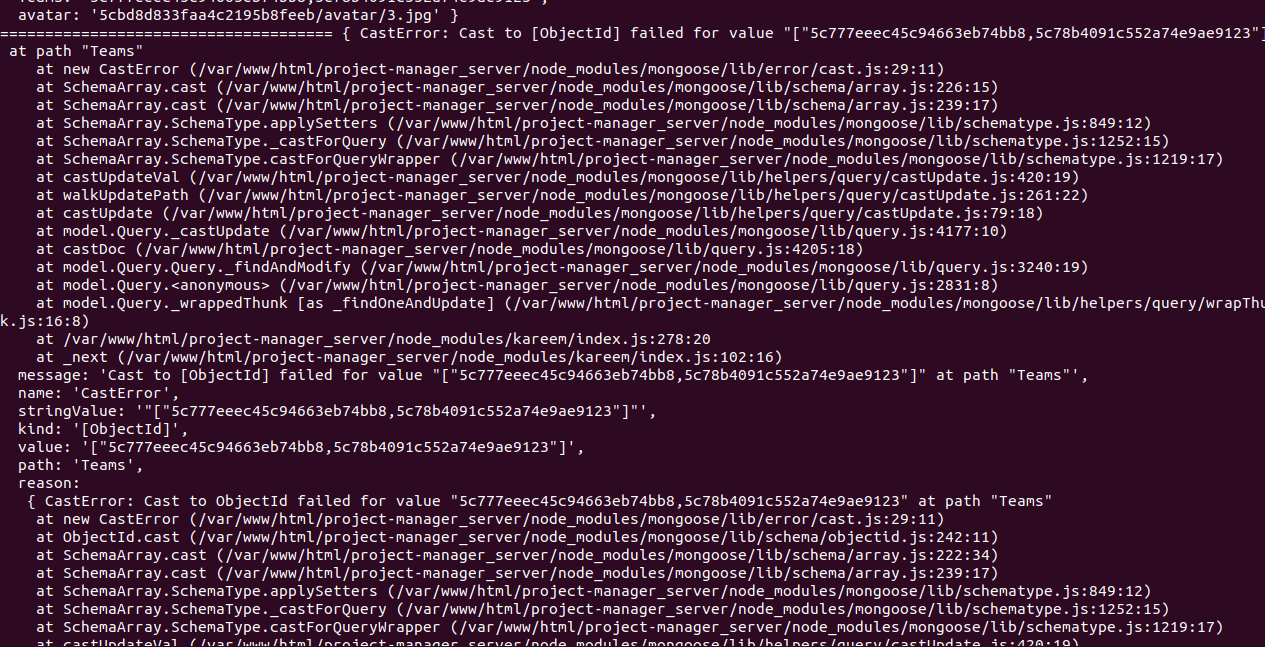 avatar: '5cbd8d833faa4c2195b8feeb/avatar/3.jpg' }
===================================== { CastError: Cast to [ObjectId] failed for value "["5c777eeec45c94663eb74bb8,5c78b4091c552a74e9ae9123"]
at path "Teams"
at new CastError (/var/www/html/project-manager_server/node_modules/mongoose/lib/error/cast.js:29:11)
at SchemaArray.cast (/var/www/html/project-manager_server/node_modules/mongoose/lib/schema/array.js:226:15)
at SchemaArray.cast (/var/www/html/project-manager_server/node_modules/mongoose/lib/schema/array.js:239:17)
at SchemaArray.SchemaType.applySetters (/var/www/html/project-manager_server/node_modules/mongoose/lib/schematype.js:849:12)
at SchemaArray.SchemaType._castForQuery (/var/www/html/project-manager_server/node_modules/mongoose/lib/schematype.js:1252:15)
at SchemaArray.SchemaType.castForQueryWrapper (/var/www/html/project-manager_server/node_modules/mongoose/lib/schematype.js:1219:17)
at castUpdateVal (/var/www/html/project-manager_server/node_modules/mongoose/lib/helpers/query/castUpdate.js:420:19)
at walkUpdatePath (/var/www/html/project-manager_server/node_modules/mongoose/lib/helpers/query/castUpdate.js:261:22)
at castUpdate (/var/www/html/project-manager_server/node_modules/mongoose/lib/helpers/query/castUpdate.js:79:18)
at model.Query._castUpdate (/var/www/html/project-manager_server/node_modules/mongoose/lib/query.js:4177:10)
at castDoc (/var/www/html/project-manager_server/node_modules/mongoose/lib/query.js:4205:18)
at model.Query.Query._findAndModify (/var/www/html/project-manager_server/node_modules/mongoose/lib/query.js:3240:19)
at model.Query.<anonymous> (/var/www/html/project-manager_server/node_modules/mongoose/lib/query.js:2831:8)
at model.Query._wrappedThunk [as _findOneAndUpdate] (/var/www/html/project-manager_server/node_modules/mongoose/lib/helpers/query/wrapThu
k.js:16:8)
at /var/www/html/project-manager_server/node_modules/kareem/index.js:278:20
at _next (/var/www/html/project-manager_server/node_modules/kareem/index.js:102:16)
message: 'Cast to [ObjectId] failed for value "["5c777eeec45c94663eb74bb8,5c78b4091c552a74e9ae9123"]" at path "Teams"',
name: 'CastError',
stringValue: '"["5c777eeec45c94663eb74bb8,5c78b4091c552a74e9ae9123"]"',
kind: '[ObjectId]',
value: '["5c777eeec45c94663eb74bb8,5c78b4091c552a74e9ae9123"]',
path: 'Teams',
reason:
{ CastError: Cast to ObjectId failed for value "5c777eeec45c94663eb74bb8,5c78b4091c552a74e9ae9123" at path "Teams"
at new CastError (/var/www/html/project-manager_server/node_modules/mongoose/lib/error/cast.js:29:11)
at ObjectId.cast (/var/www/html/project-manager_server/node_modules/mongoose/lib/schema/objectid.js:242:11)
at SchemaArray.cast (/var/www/html/project-manager_server/node_modules/mongoose/lib/schema/array.js:222:34)
at SchemaArray.cast (/var/www/html/project-manager_server/node_modules/mongoose/lib/schema/array.js:239:17)
at SchemaArray.SchemaType.applySetters (/var/www/html/project-manager_server/node_modules/mongoose/lib/schematype.js:849:12)
at SchemaArray.SchemaType._castForQuery (/var/www/html/project-manager_server/node_modules/mongoose/lib/schematype.js:1252:15)
at SchemaArray.SchemaType.castForQueryWrapper (/var/www/html/project-manager_server/node_modules/mongoose/lib/schematype.js:1219:17)
at castUpdateVal (/var/www/html/project-manager_server/node_modules/mongoose/lib/helpers/query/castUpdate.js:420:19)